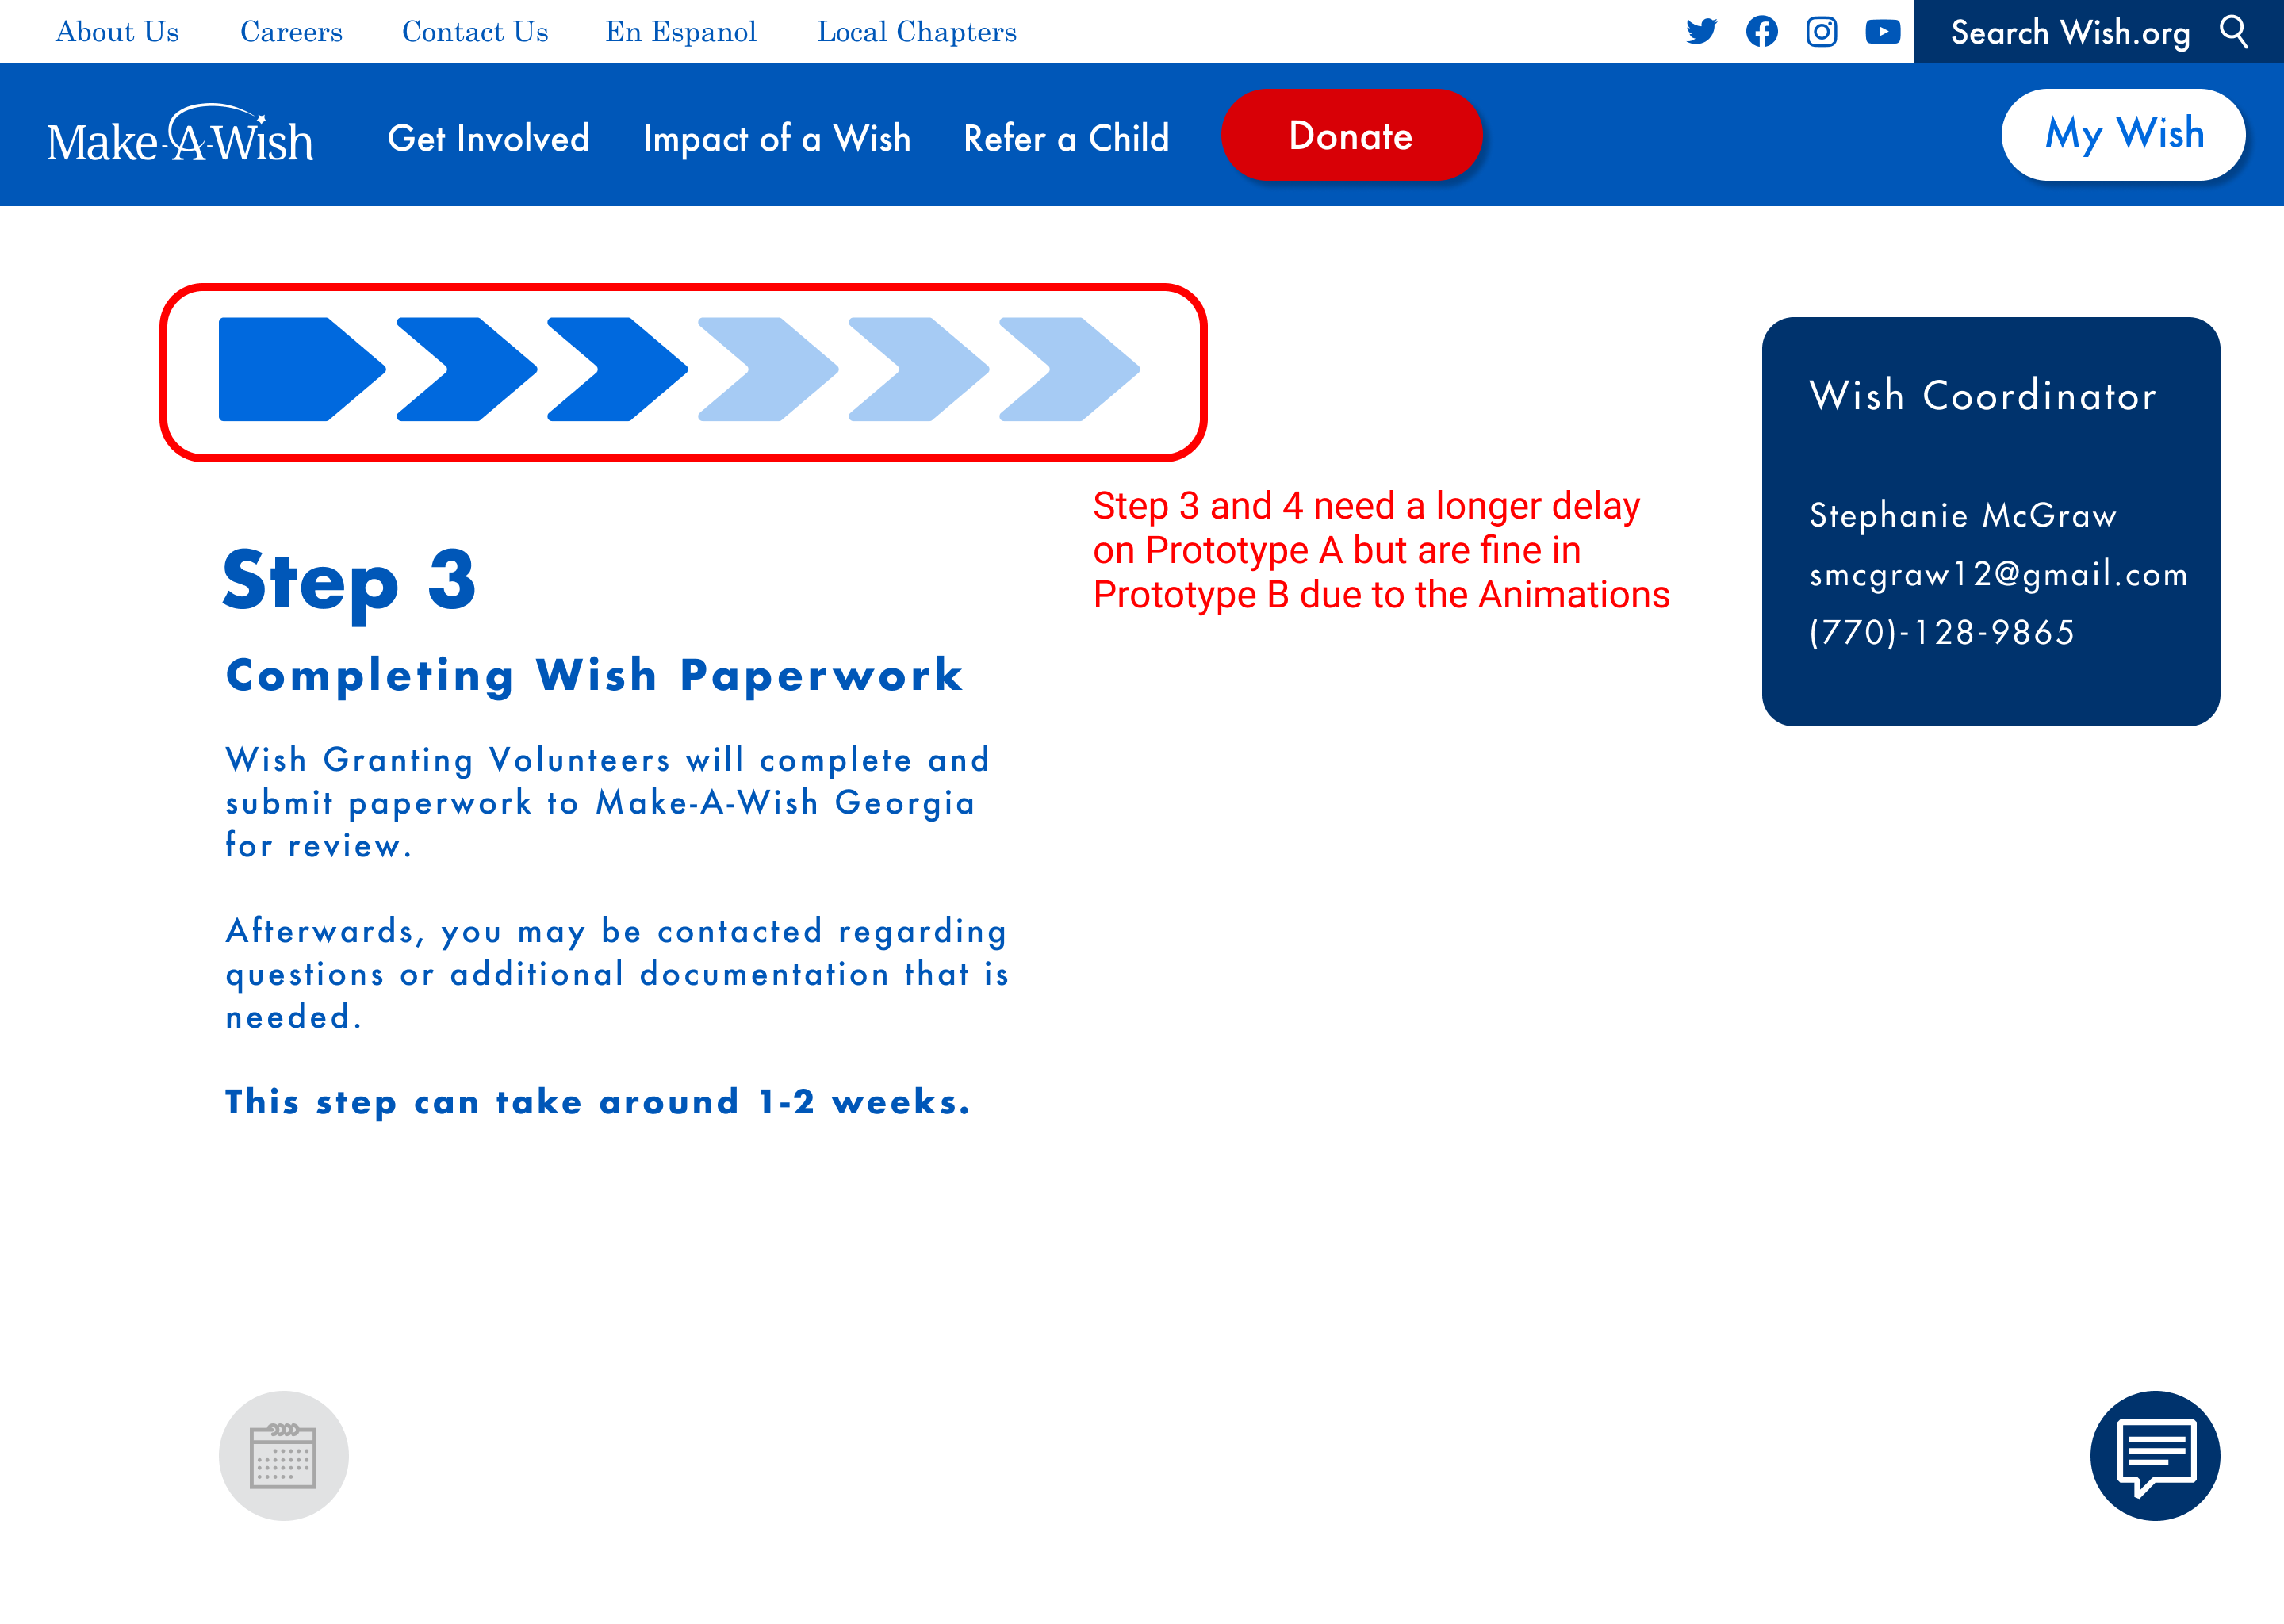 About Us Careers Contact Us En Espanol Local Chapters Search Wish.org
Make-A-Wish Get Involved Impact of a Wish Refer a Child Donate My Wish
Step 3 and 4 need a longer delay
on Prototype A but are fine in
Prototype B due to the Animations
Step 3
Completing Wish Paperwork
Wish Granting Volunteers will complete and
submit paperwork to Make-A-Wish Georgia
for review.
Afterwards, you may be contacted regarding
questions or additional documentation that is
needed.
This step can take around 1-2 weeks.
Wish Coordinator
Stephanie McGraw
smcgraw12@gmail.com
(770)-128-9865